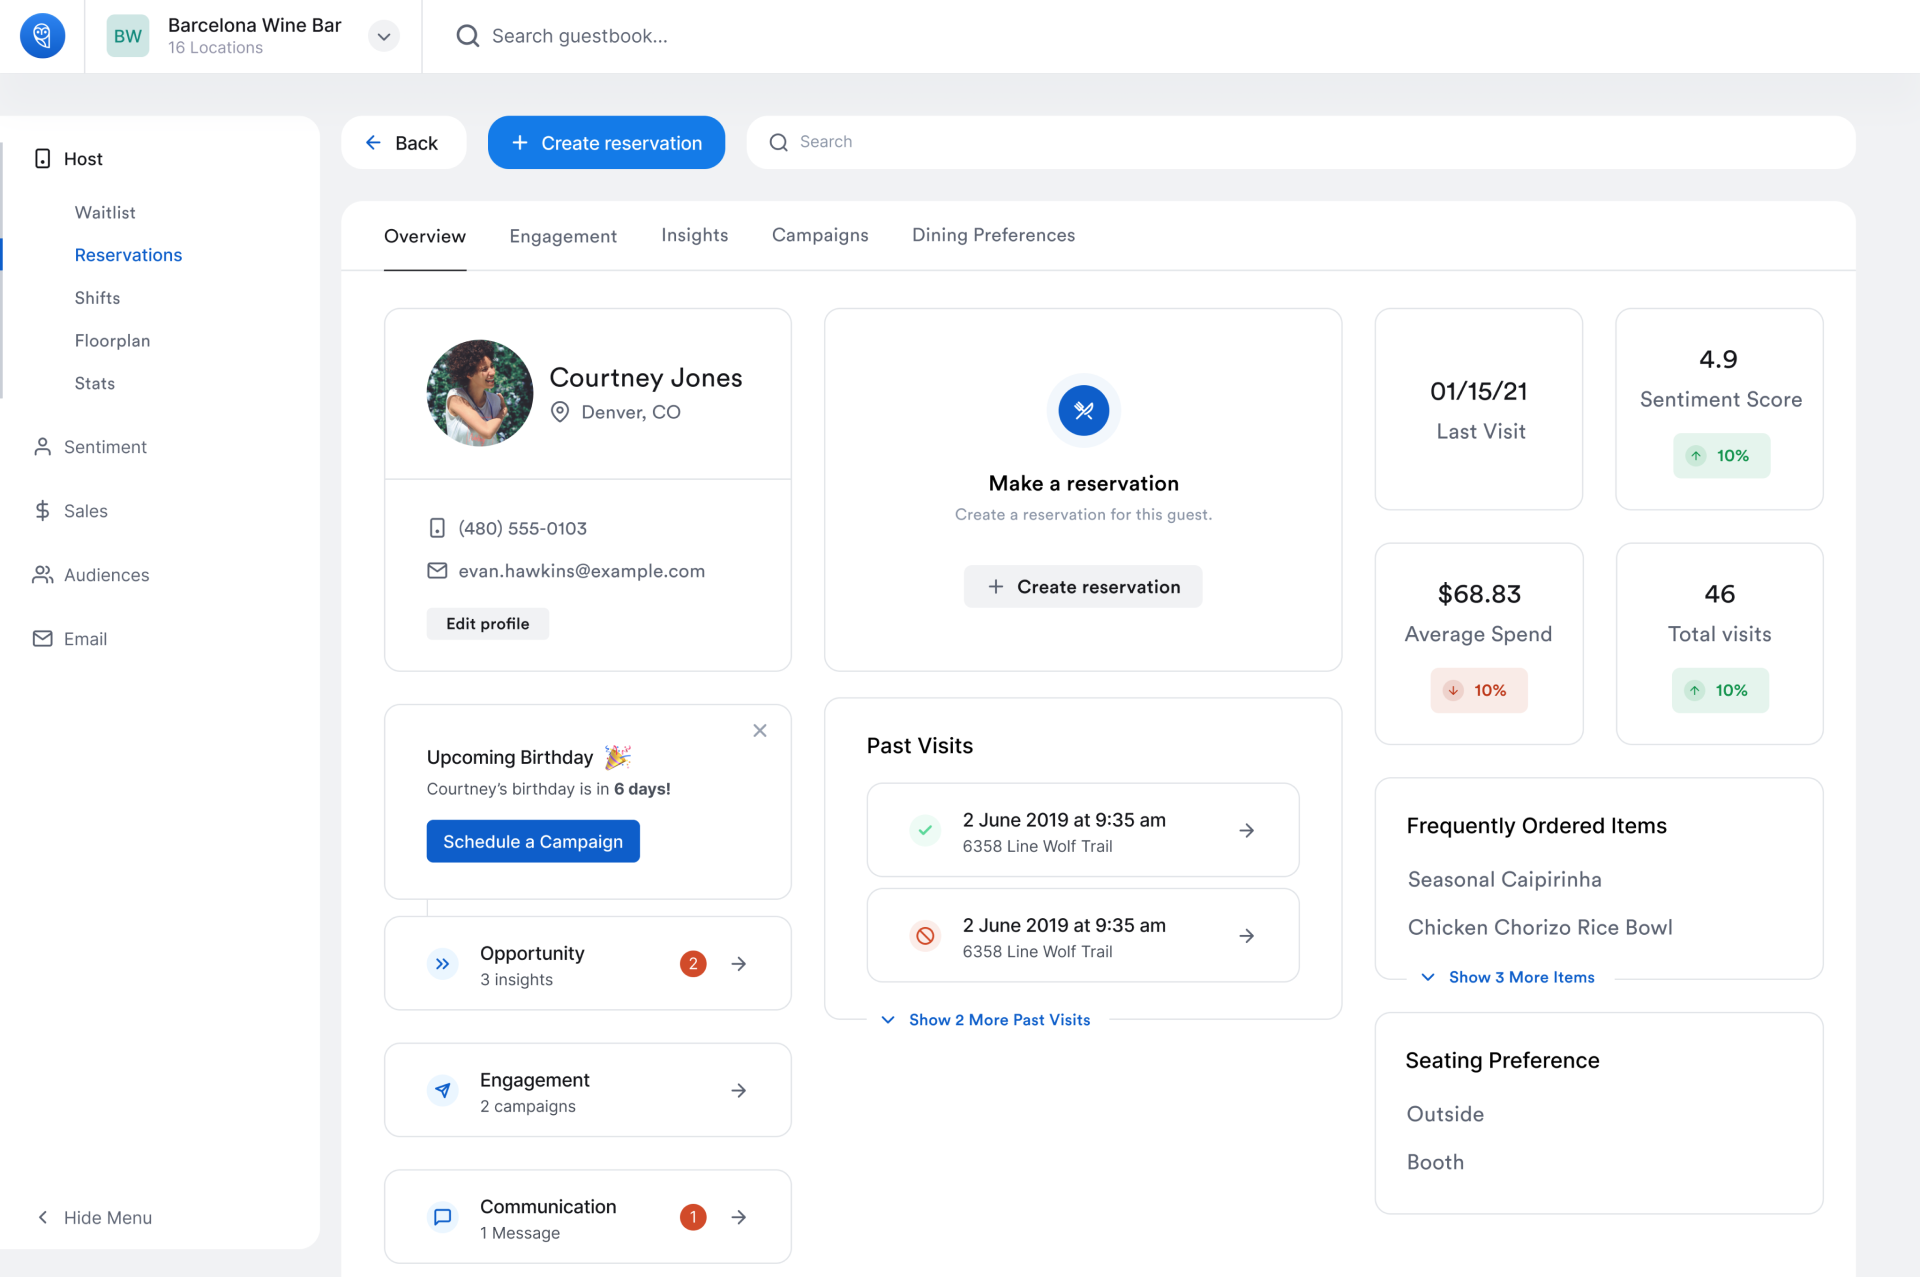 BW
Barcelona Wine Bar
16 Locations
Search guestbook...
Host
Waitlist
Reservations
Shifts
Floorplan
Stats
Sentiment
Sales
Audiences
Email
Hide Menu
Back
Create reservation
Search
Overview
Engagement
Insights
Campaigns
Dining Preferences
Courtney Jones
Denver, CO
(480) 555-0103
evan.hawkins@example.com
Edit profile
Upcoming Birthday 🎉
Courtney’s birthday is in 6 days!
Schedule a Campaign
Opportunity
3 insights
2
Engagement
2 campaigns
Communication
1 Message
1
Make a reservation
Create a reservation for this guest.
Create reservation
Past Visits
2 June 2019 at 9:35 am
6358 Line Wolf Trail
2 June 2019 at 9:35 am
6358 Line Wolf Trail
Show 2 More Past Visits
01/15/21
Last Visit
4.9
Sentiment Score
10%
$68.83
Average Spend
10%
46
Total visits
10%
Frequently Ordered Items
Seasonal Caipirinha
Chicken Chorizo Rice Bowl
Show 3 More Items
Seating Preference
Outside
Booth